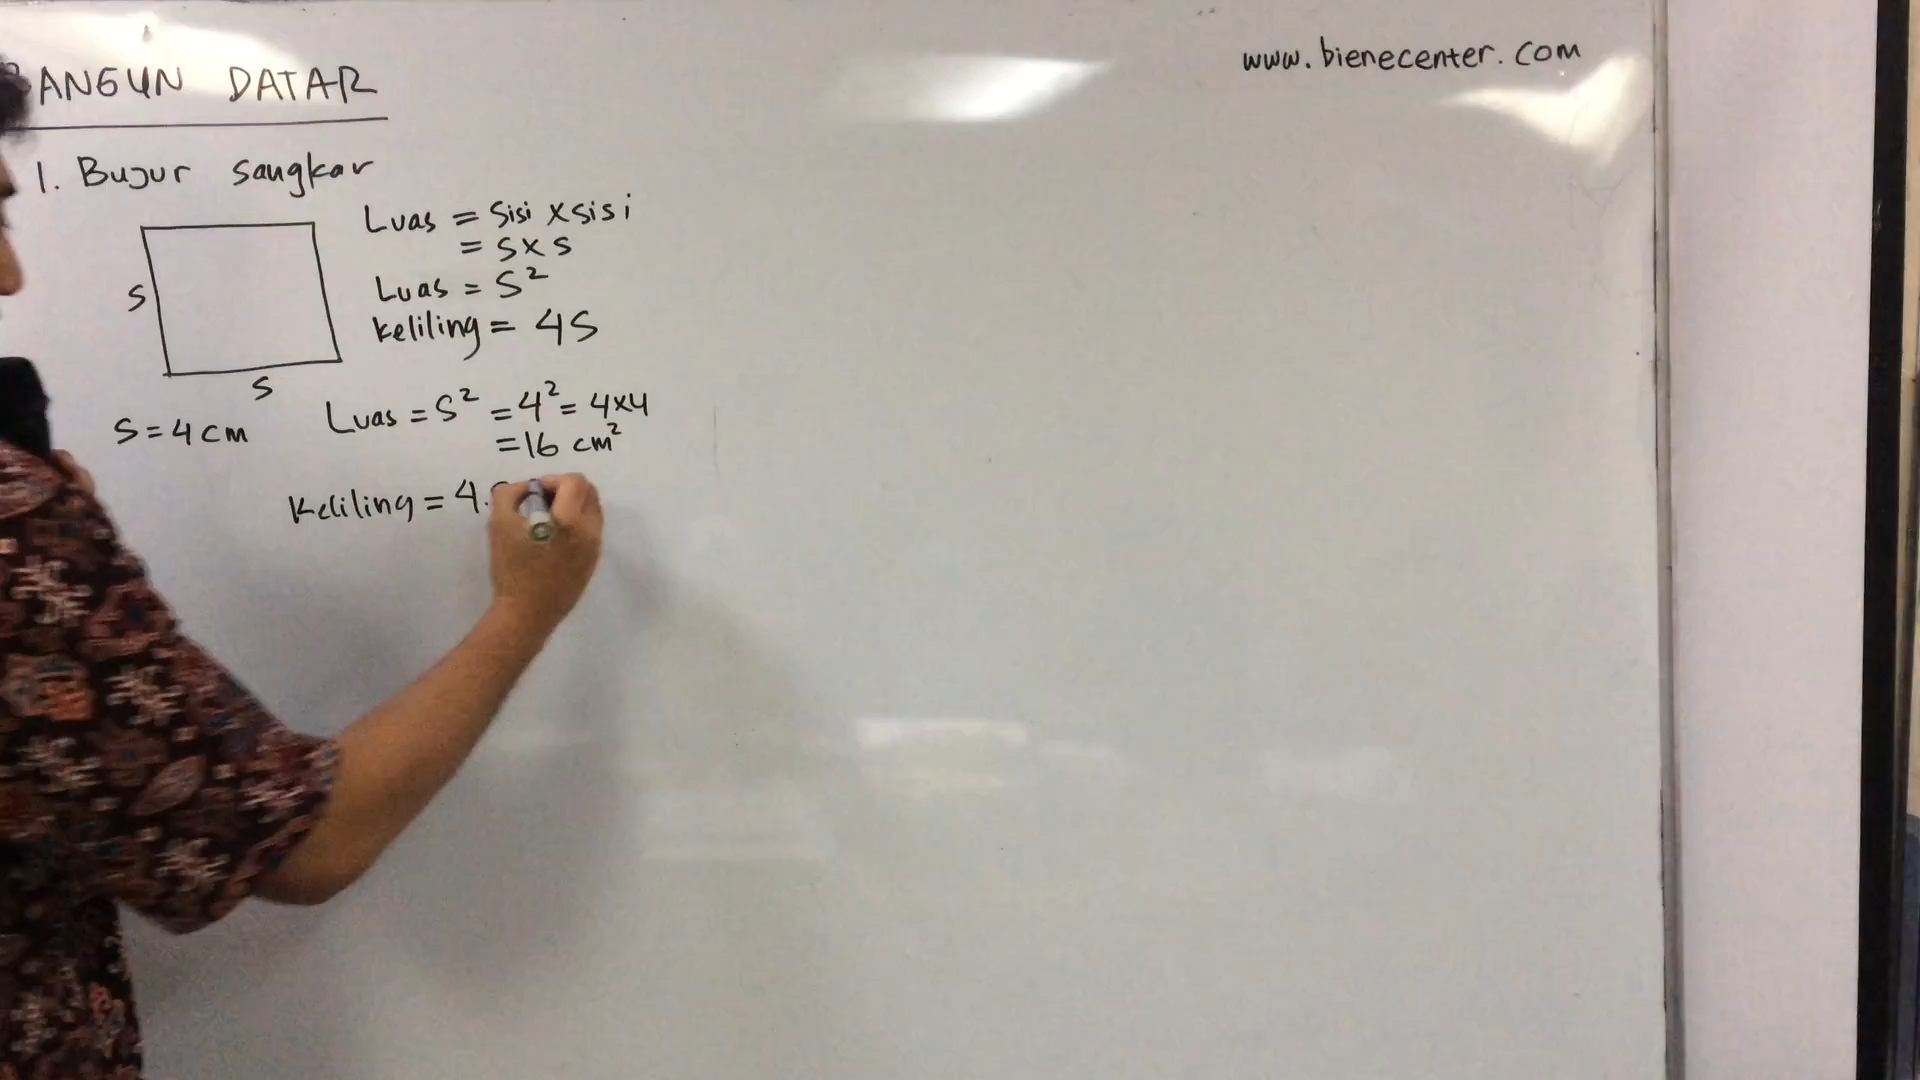 BANGUN DATAR
www.bienecenter.com
1. Bujur sangkar
Luas = sisi x sisi
= s x s
Luas = s²
keliling = 4s
s
s
s = 4 cm
Luas = s² = 4² = 4x4
= 16 cm²
Keliling = 4.